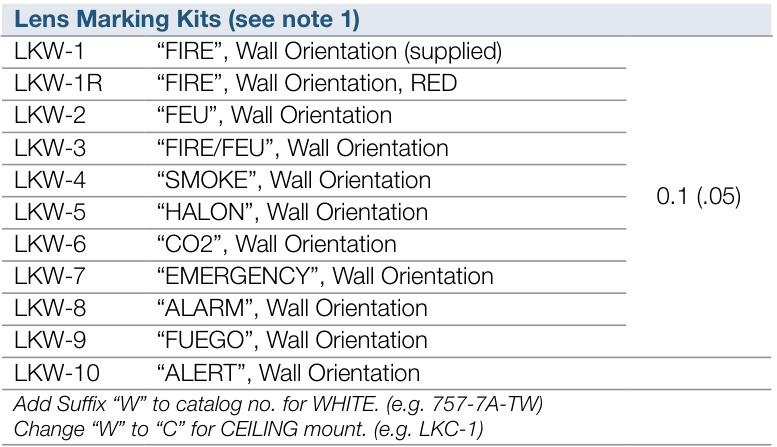 Lens Marking Kits (see note 1)
LKW-1 “FIRE”, Wall Orientation (supplied)
LKW-1R “FIRE”, Wall Orientation, RED
LKW-2 “FEU”, Wall Orientation
LKW-3 “FIRE/FEU”, Wall Orientation
LKW-4 “SMOKE”, Wall Orientation
LKW-5 “HALON”, Wall Orientation 0.1 (.05)
LKW-6 “CO2”, Wall Orientation
LKW-7 “EMERGENCY”, Wall Orientation
LKW-8 “ALARM”, Wall Orientation
LKW-9 “FUEGO”, Wall Orientation
LKW-10 “ALERT”, Wall Orientation
Add Suffix “W” to catalog no. for WHITE. (e.g. 757-7A-TW)
Change “W” to “C” for CEILING mount. (e.g. LKC-1)